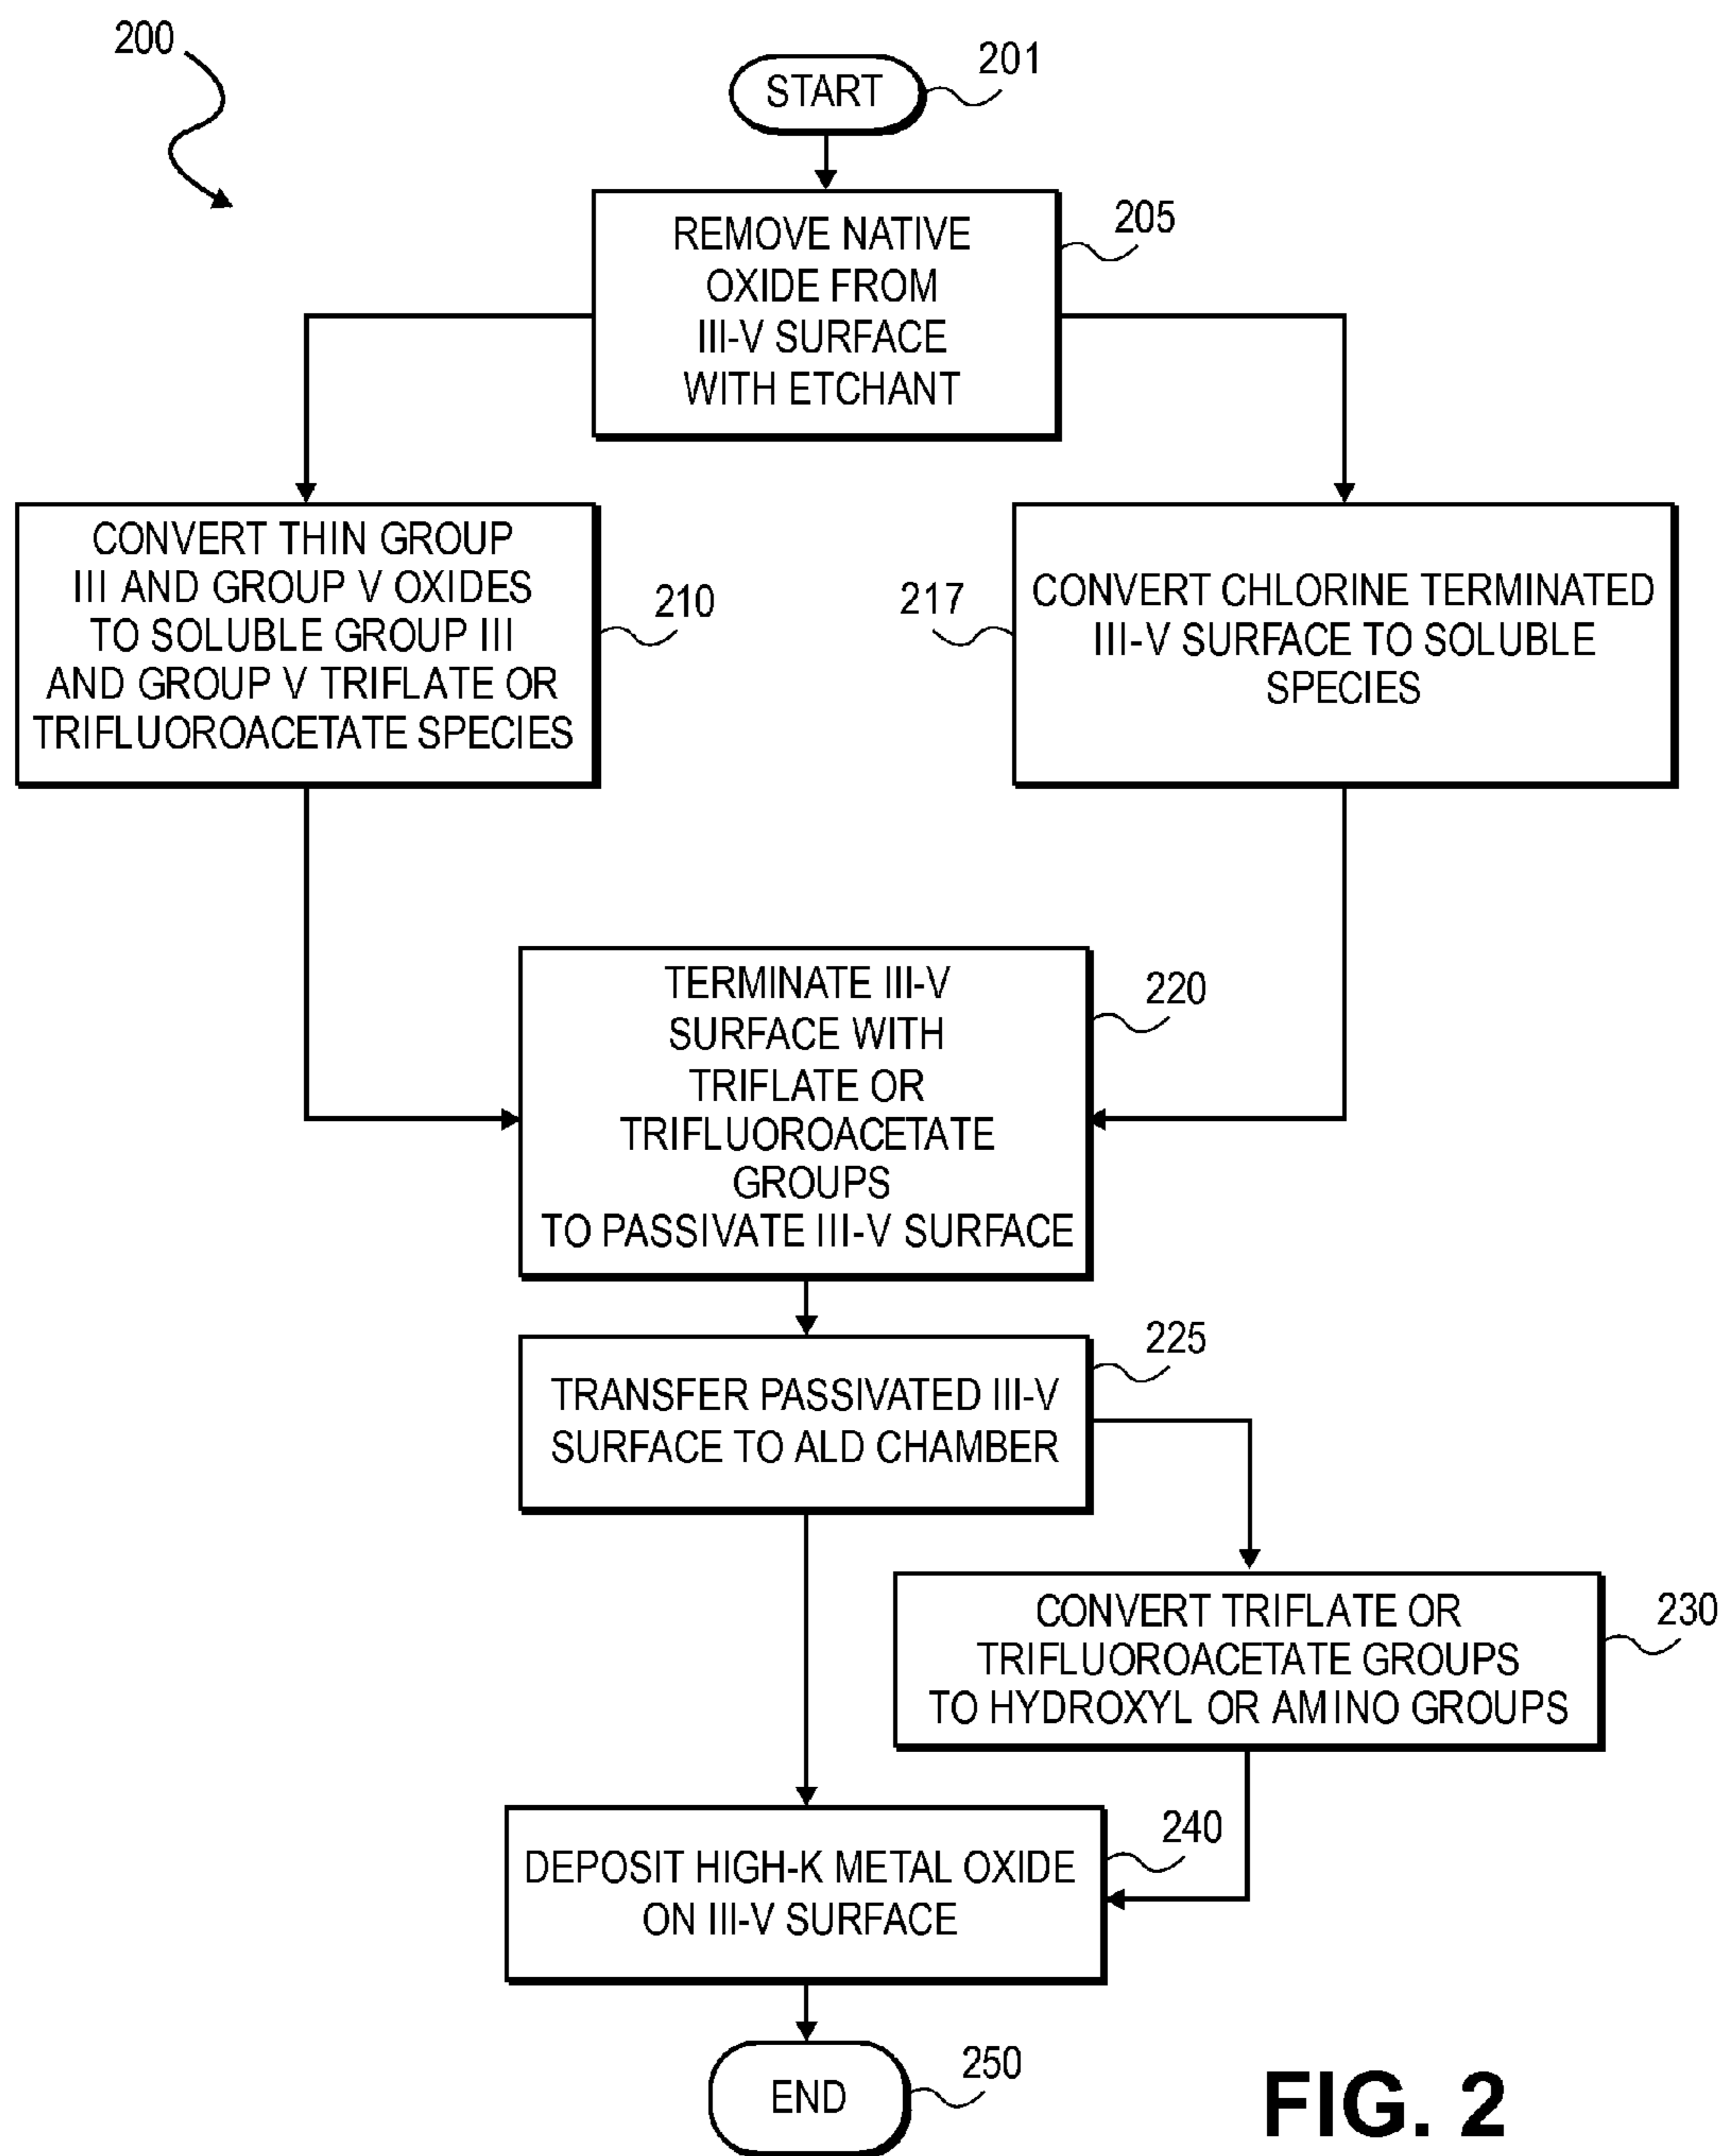 200
START
201
REMOVE NATIVE
OXIDE FROM
III-V SURFACE
WITH ETCHANT
205
CONVERT THIN GROUP
III AND GROUP V OXIDES
TO SOLUBLE GROUP III
AND GROUP V TRIFLATE OR
TRIFLUOROACETATE SPECIES
210
217
CONVERT CHLORINE TERMINATED
III-V SURFACE TO SOLUBLE
SPECIES
TERMINATE III-V
SURFACE WITH
TRIFLATE OR
TRIFLUOROACETATE
GROUPS
TO PASSIVATE III-V SURFACE
220
TRANSFER PASSIVATED III-V
SURFACE TO ALD CHAMBER
225
CONVERT TRIFLATE OR
TRIFLUOROACETATE GROUPS
TO HYDROXYL OR AMINO GROUPS
230
DEPOSIT HIGH-K METAL OXIDE
ON III-V SURFACE
240
END
250
FIG. 2